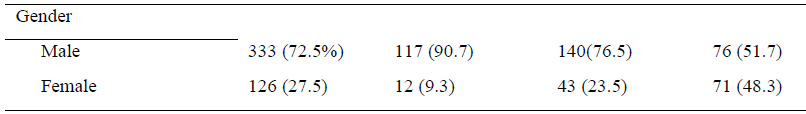 Gender
Male 333 (72.5%) 117 (90.7) 140(76.5) 76 (51.7)
Female 126 (27.5) 12 (9.3) 43 (23.5) 71 (48.3)